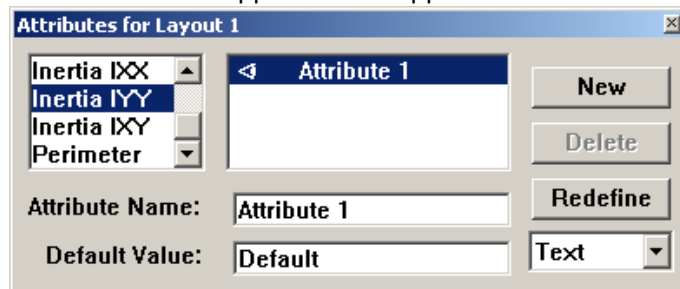 Attributes for Layout 1
Inertia IXX
Inertia IYY
Inertia IXY
Perimeter
Attribute 1
New
Delete
Redefine
Attribute Name:
Attribute 1
Default Value:
Default
Text